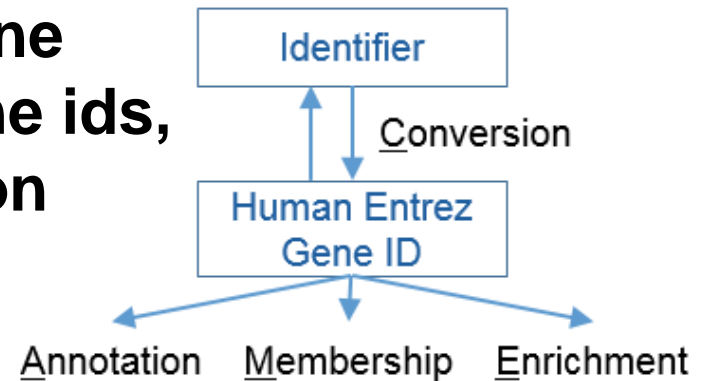 ne
ne ids,
on
Identifier
Conversion
Human Entrez
Gene ID
Annotation Membership Enrichment